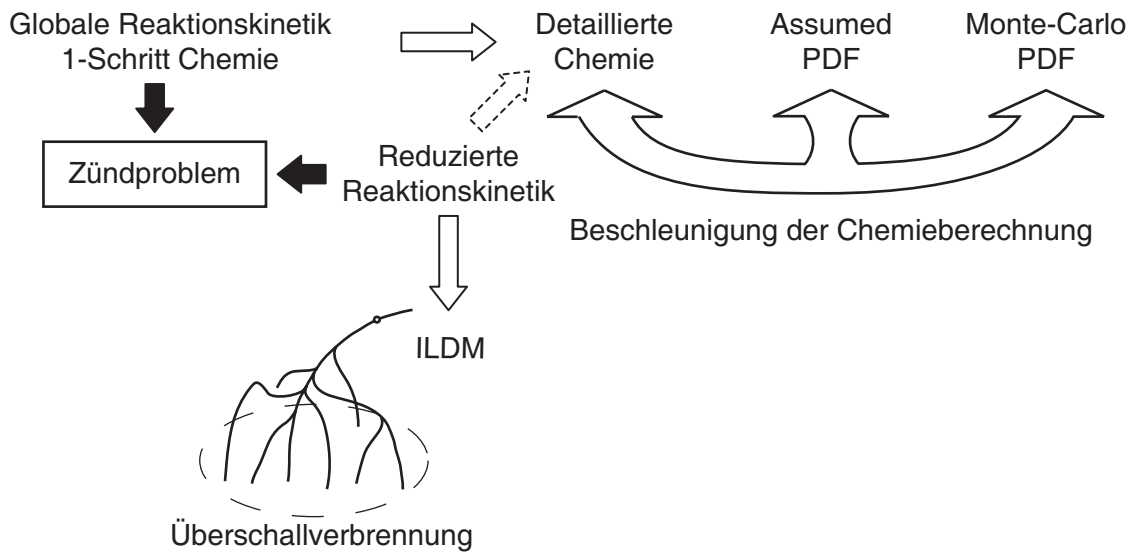 Globale Reaktionskinetik
1-Schritt Chemie
Detaillierte
Chemie
Assumed
PDF
Monte-Carlo
PDF
Zündproblem
Reduzierte
Reaktionskinetik
Beschleunigung der Chemieberechnung
ILDM
Überschallverbrennung